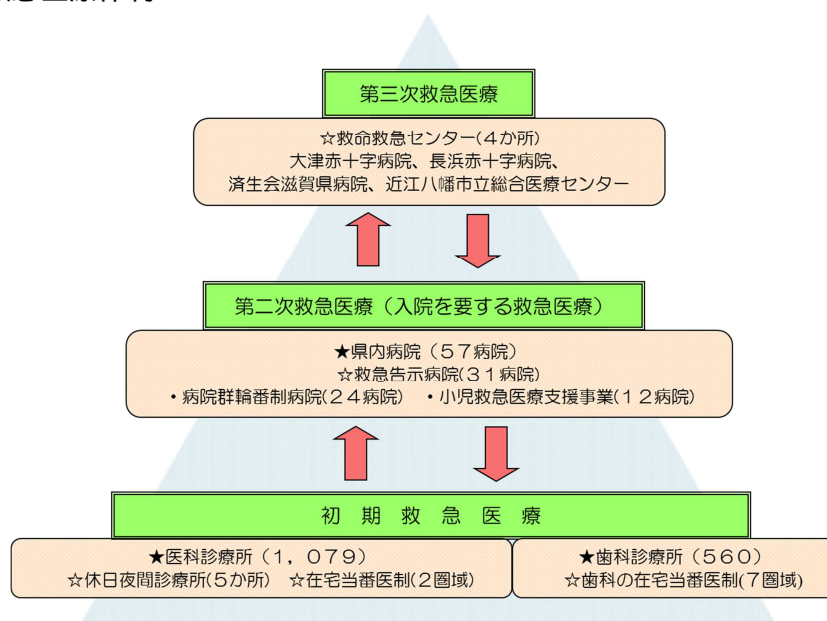 第三次救急医療
☆救命救急センター(4か所)
大津赤十字病院、長浜赤十字病院、
済生会滋賀県病院、近江八幡市立総合医療センター
第二次救急医療（入院を要する救急医療）
★県内病院（５７病院）
☆救急告示病院(３１病院)
・病院群輪番制病院(２４病院)　・小児救急医療支援事業(１２病院)
初　期　救　急　医　療
★医科診療所（１，０７９）
☆休日夜間診療所(５か所)　☆在宅当番医制(２圏域)
★歯科診療所（５６０）
☆歯科の在宅当番医制(７圏域)